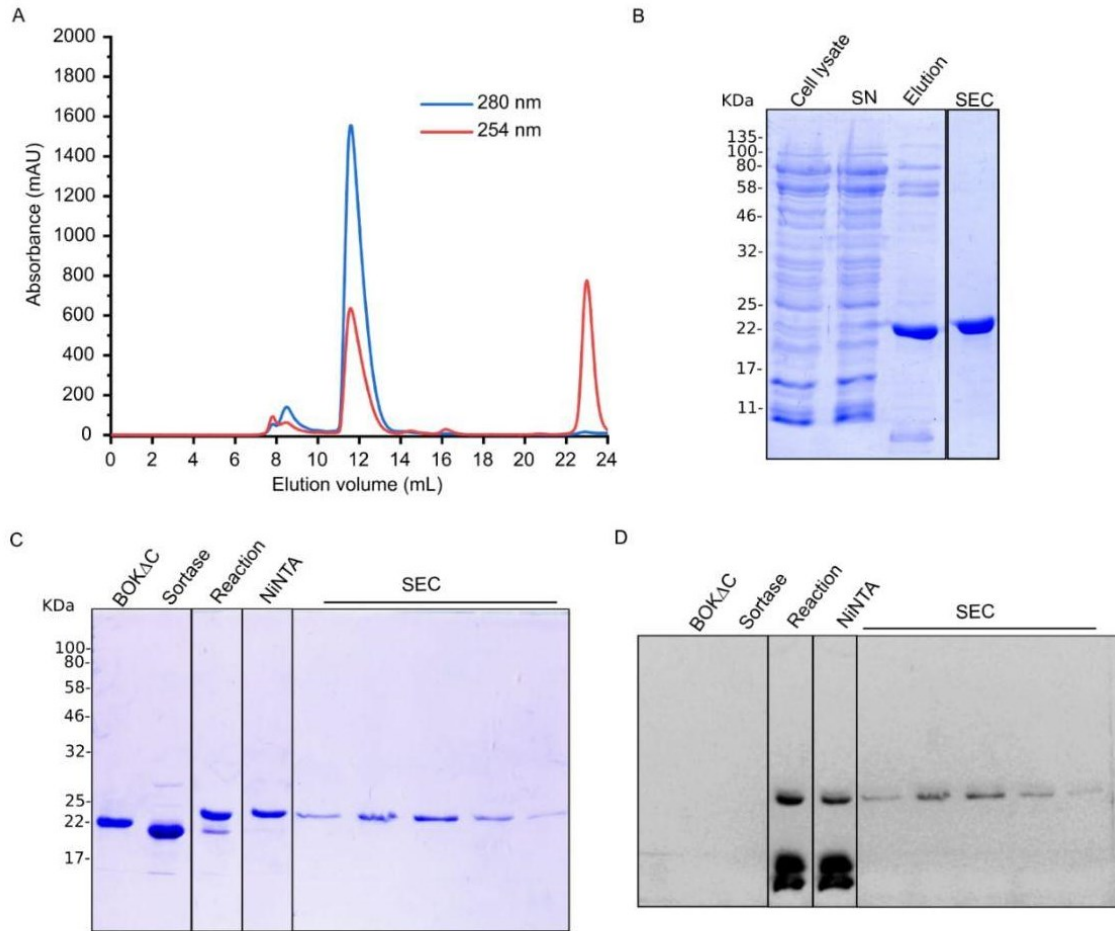 A
2000
1800
1600
1400
1200
1000
800
600
400
200
0
Absorbance (mAU)
280 nm
254 nm
0 2 4 6 8 10 12 14 16 18 20 22 24
Elution volume (mL)
B
KDa
Cell lysate
SN
Elution
SEC
135-
100-
80-
58-
46-
32-
25-
22-
17-
11-
C
KDa
BOKΔC
Sortase
Reaction
NiNTA
SEC
100-
80-
58-
46-
32-
25-
22-
17-
D
BOKΔC
Sortase
Reaction
NiNTA
SEC